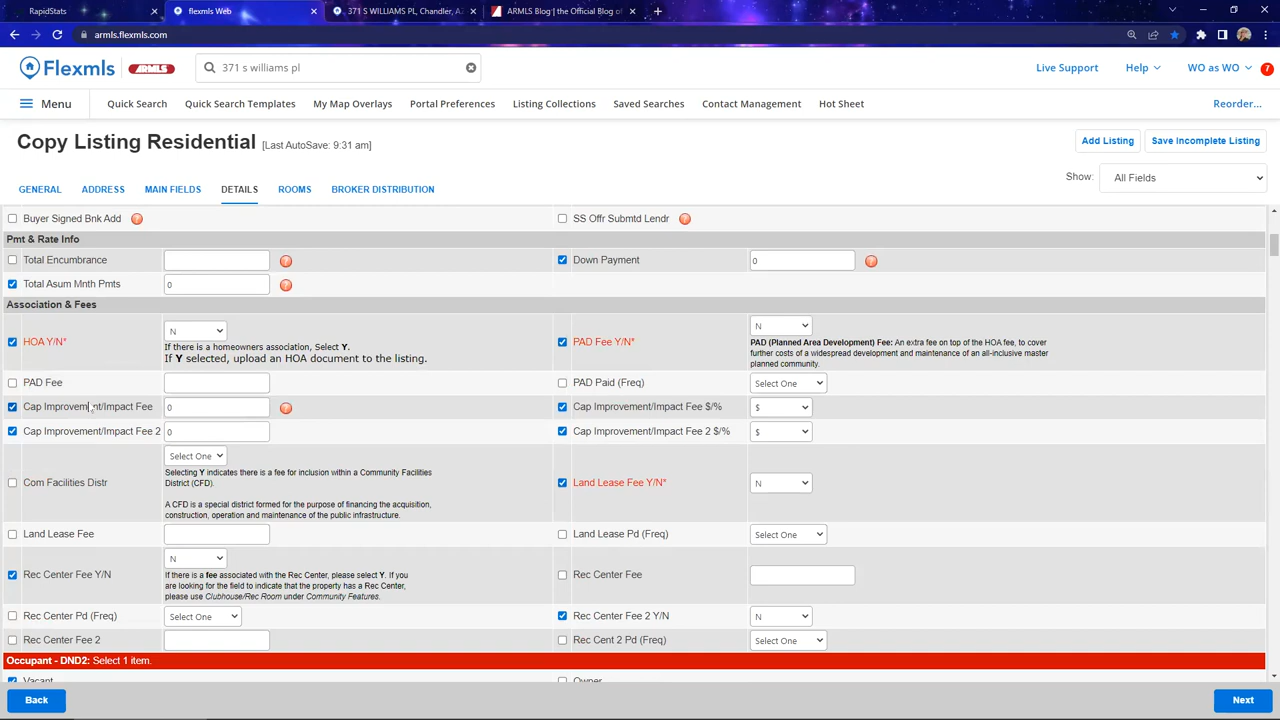 RapidStats
flexmls Web
371 S WILLIAMS PL, Chandler, AZ
ARMLS Blog | the Official Blog of
armls.flexmls.com
Flexmls
ARMLS
371 s williams pl
Live Support
Help
WO as WO
7
Menu
Quick Search
Quick Search Templates
My Map Overlays
Portal Preferences
Listing Collections
Saved Searches
Contact Management
Hot Sheet
Reorder...
Copy Listing Residential [Last AutoSave: 9:31 am]
Add Listing
Save Incomplete Listing
GENERAL
ADDRESS
MAIN FIELDS
DETAILS
ROOMS
BROKER DISTRIBUTION
Show:
All Fields
Buyer Signed Bnk Add
SS Offr Submtd Lendr
Pmt & Rate Info
Total Encumbrance
Down Payment
0
Total Asum Mnth Pmts
0
Association & Fees
HOA Y/N*
N
If there is a homeowners association, Select Y.
If Y selected, upload an HOA document to the listing.
PAD Fee Y/N*
N
PAD (Planned Area Development) Fee: An extra fee on top of the HOA fee, to cover
further costs of a widespread development and maintenance of an all-inclusive master
planned community.
PAD Fee
PAD Paid (Freq)
Select One
Cap Improvement/Impact Fee
0
Cap Improvement/Impact Fee $/%
$
Cap Improvement/Impact Fee 2
0
Cap Improvement/Impact Fee 2 $/%
$
Com Facilities Distr
Select One
Selecting Y indicates there is a fee for inclusion within a Community Facilities
District (CFD).
A CFD is a special district formed for the purpose of financing the acquisition,
construction, operation and maintenance of the public infrastructure.
Land Lease Fee Y/N*
N
Land Lease Fee
Land Lease Pd (Freq)
Select One
Rec Center Fee Y/N
N
If there is a fee associated with the Rec Center, please select Y. If you
are looking for the field to indicate that the property has a Rec Center,
please use Clubhouse/Rec Room under Community Features.
Rec Center Fee
Rec Center Pd (Freq)
Select One
Rec Center Fee 2 Y/N
N
Rec Center Fee 2
Rec Cent 2 Pd (Freq)
Select One
Occupant - DND2: Select 1 item.
Vacant
Owner
Back
Next